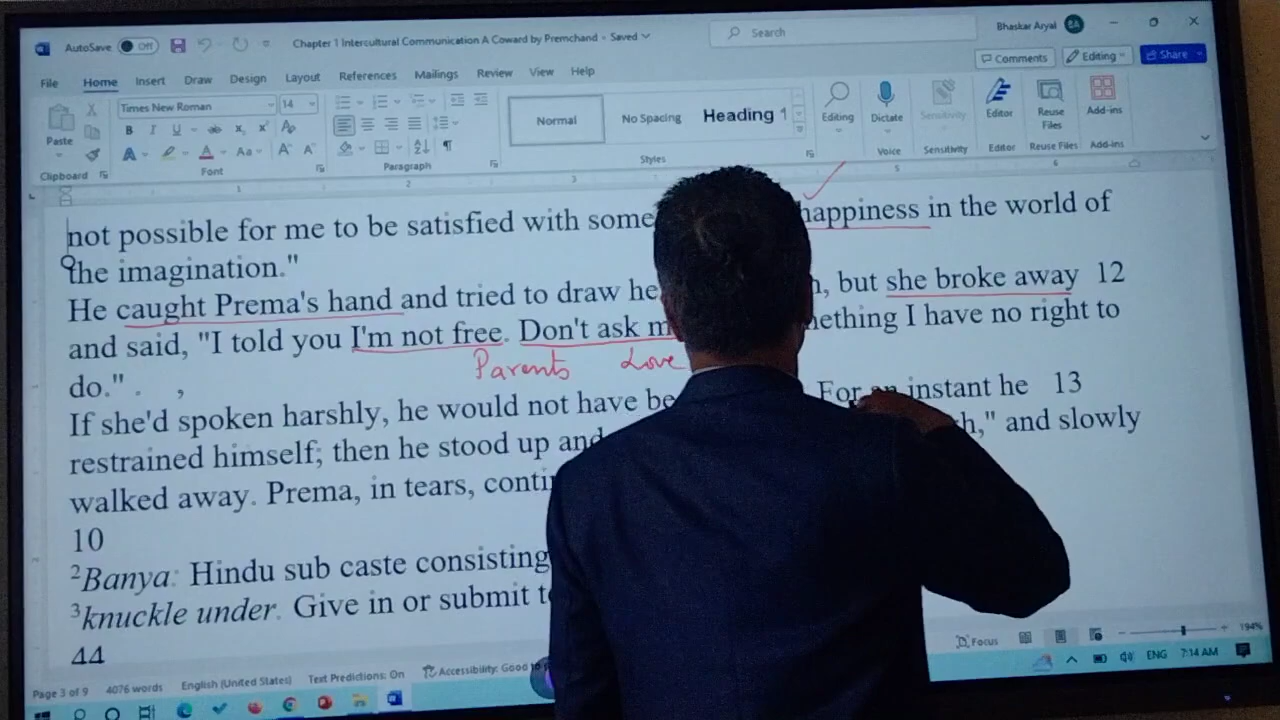 AutoSave Off Chapter 1 Intercultural Communication A Coward by Premchand - Saved Search Bhaskar Aryal BA
File Home Insert Draw Design Layout References Mailings Review View Help Comments Editing Share
Paste Times New Roman 14 Normal No Spacing Heading 1 Editing Dictate Sensitivity Editor Reuse Files Add-ins
Clipboard Font Paragraph Styles Voice Sensitivity Editor Reuse Files Add-ins
not possible for me to be satisfied with some happiness in the world of
the imagination."
He caught Prema's hand and tried to draw but she broke away 12
and said, "I told you I'm not free. Don't ask I have no right to
Parents Love
do." . ,
If she'd spoken harshly, he would not have For an instant he 13
restrained himself; then he stood up and and slowly
walked away. Prema, in tears,
10
2Banya: Hindu sub caste consisting
3knuckle under. Give in or submit
44
Focus 194%
Page 3 of 9 4076 words English (United States) Text Predictions: On Accessibility: Good to
ENG 7:14 AM